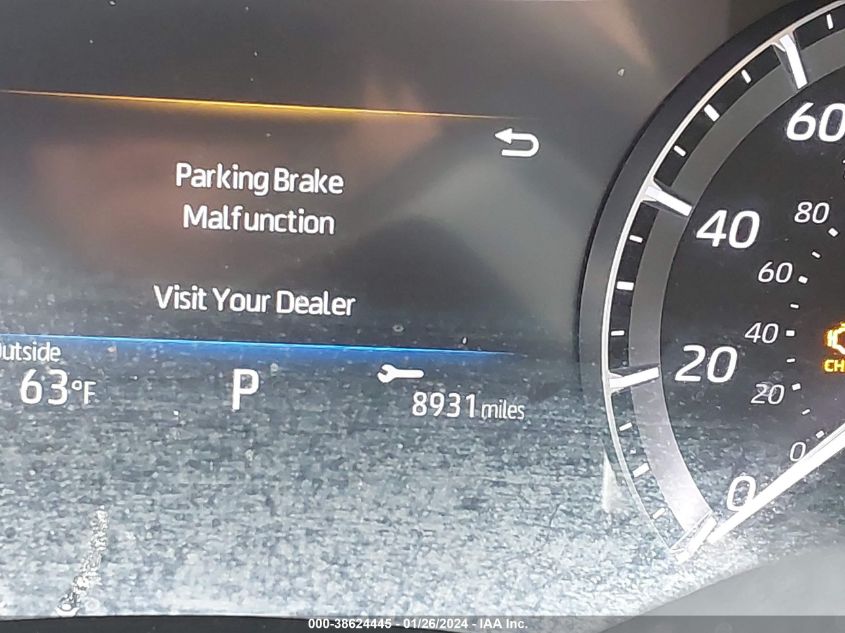 Parking Brake
Malfunction
Visit Your Dealer
Outside
63°F
P
8931 miles
60
40
20
0
80
60
40
20
0
CH
000-38624445 - 01/26/2024 - IAA Inc.